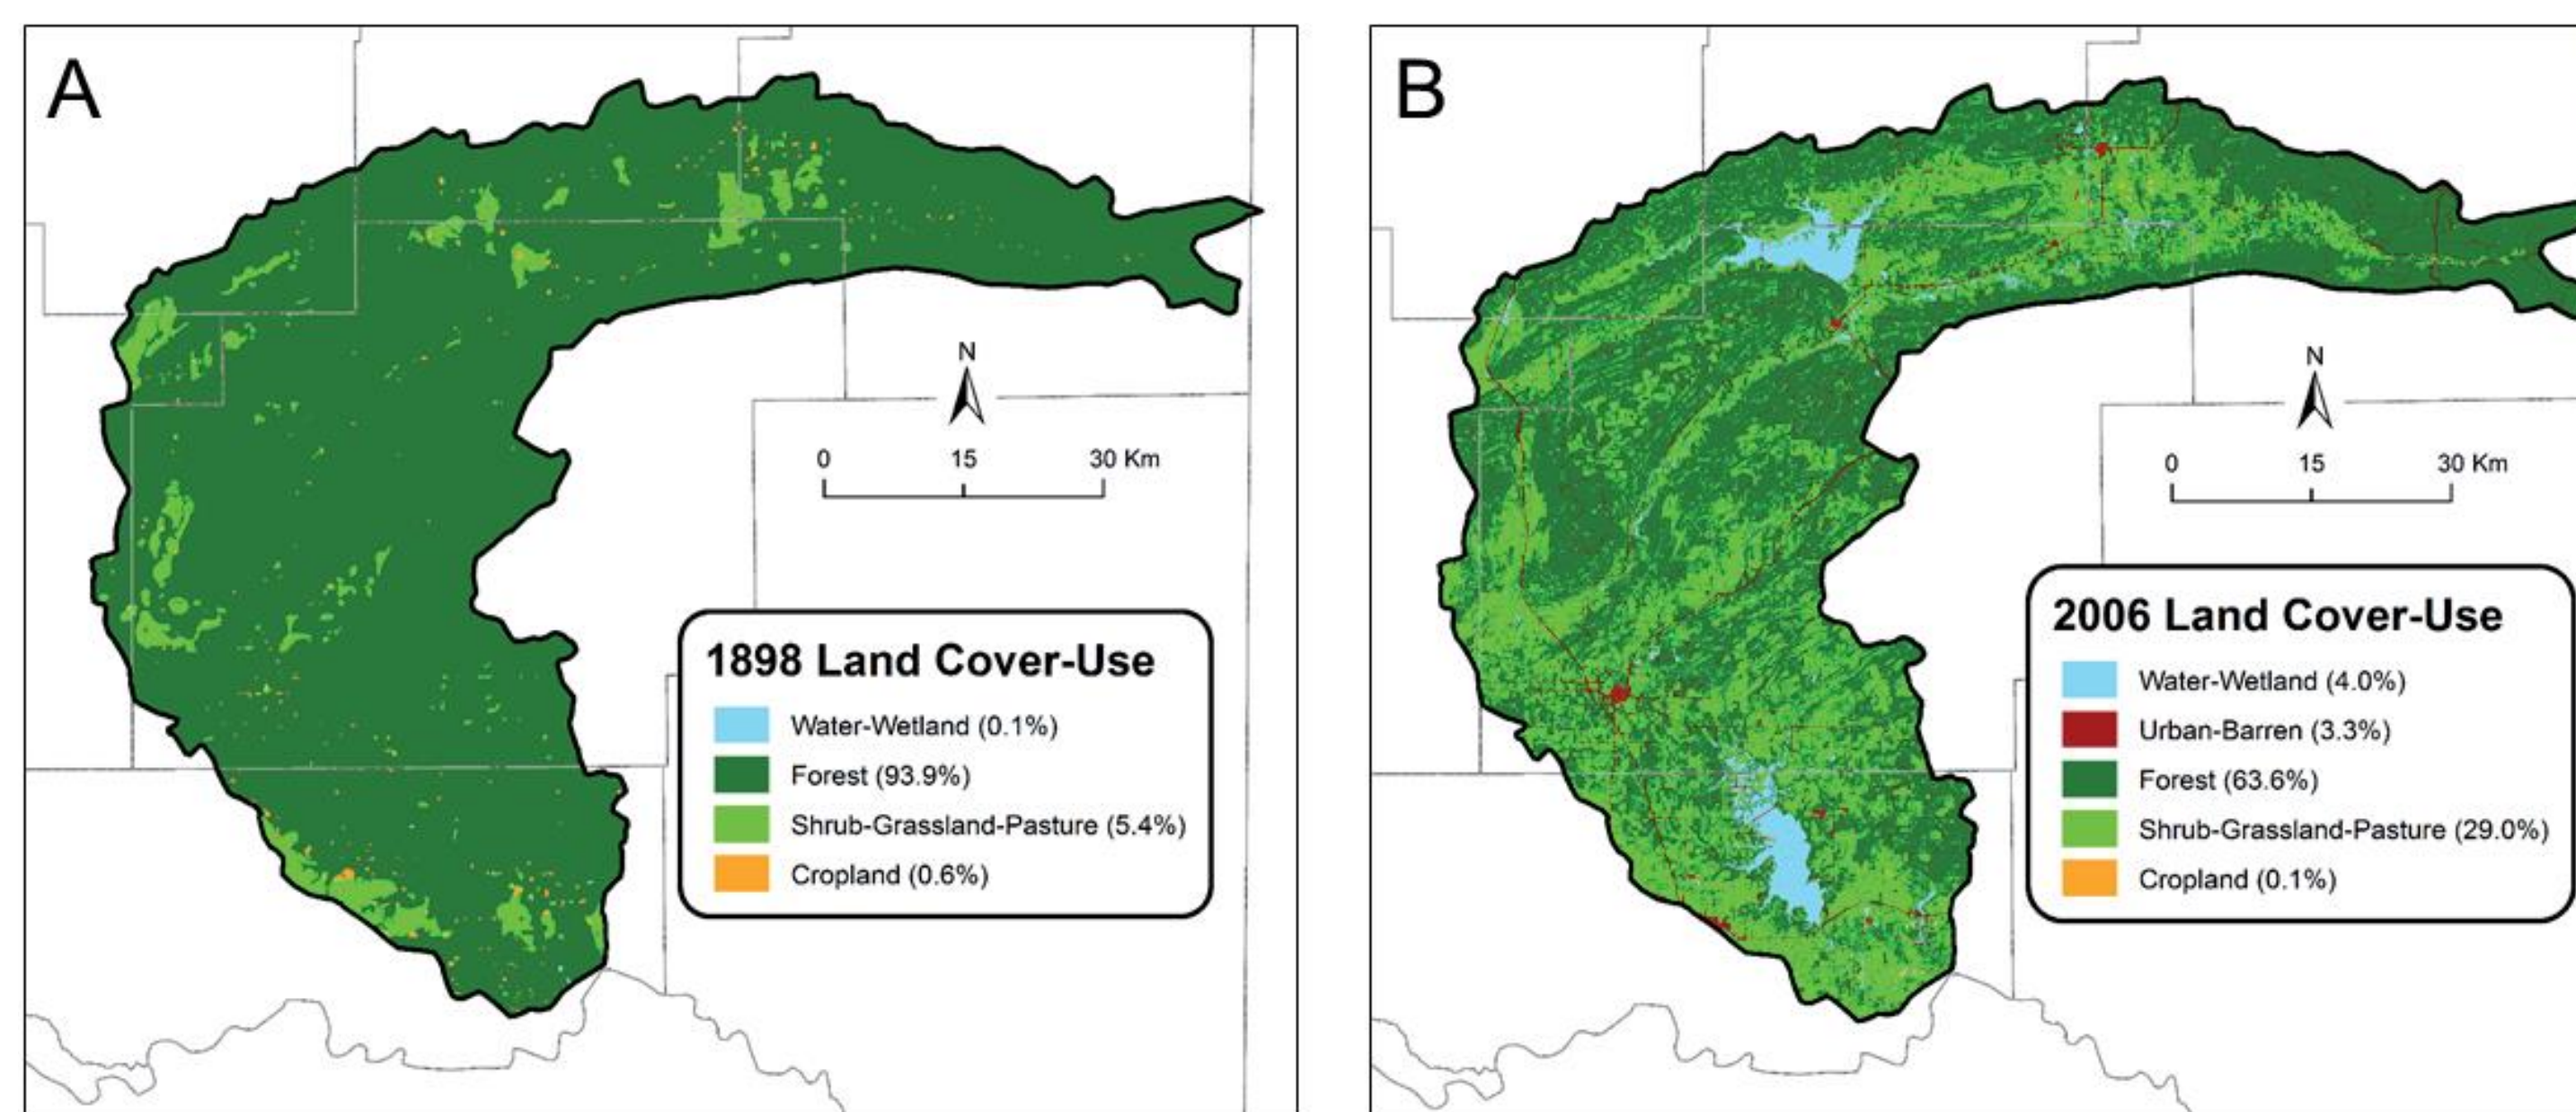 A
N
0 15 30 Km
1898 Land Cover-Use
Water-Wetland (0.1%)
Forest (93.9%)
Shrub-Grassland-Pasture (5.4%)
Cropland (0.6%)
B
N
0 15 30 Km
2006 Land Cover-Use
Water-Wetland (4.0%)
Urban-Barren (3.3%)
Forest (63.6%)
Shrub-Grassland-Pasture (29.0%)
Cropland (0.1%)